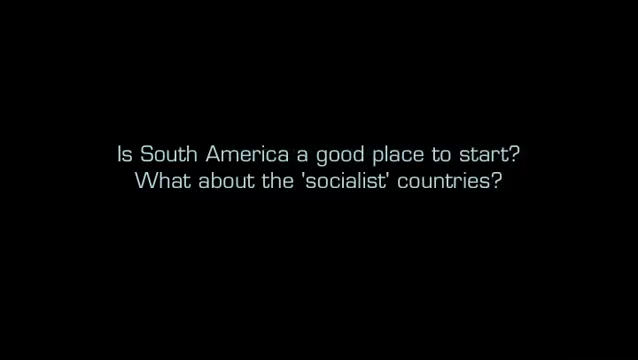 Is South America a good place to start?
What about the 'socialist' countries?